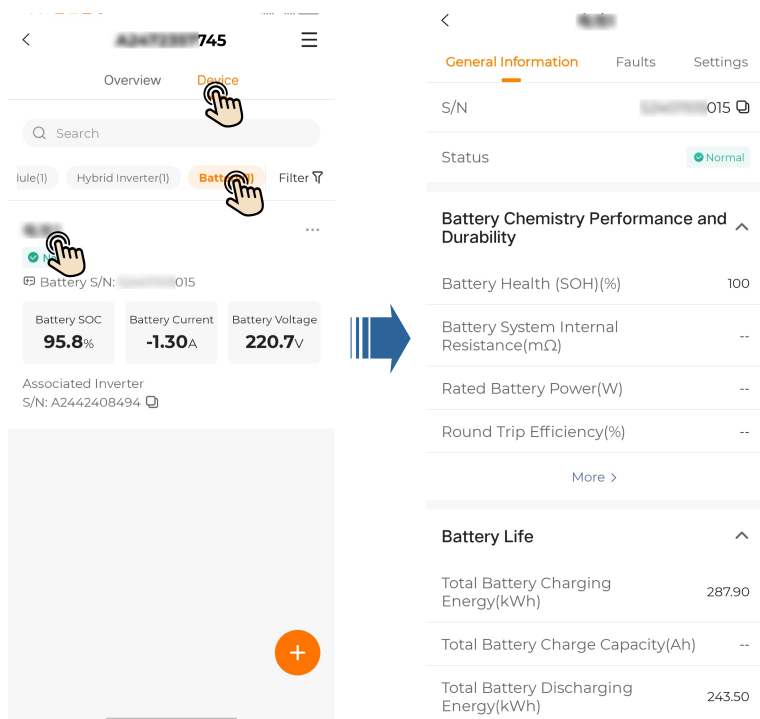 745
Overview
Device
Search
lule(1)
Hybrid Inverter(1)
Filter
Battery S/N: 015
Battery SOC
95.8%
Battery Current
-1.30A
Battery Voltage
220.7V
Associated Inverter
S/N: A2442408494
General Information
Faults
Settings
S/N
015
Status
Normal
Battery Chemistry Performance and
Durability
Battery Health (SOH)(%)
100
Battery System Internal
Resistance(mΩ)
--
Rated Battery Power(W)
--
Round Trip Efficiency(%)
--
More >
Battery Life
Total Battery Charging
Energy(kWh)
287.90
Total Battery Charge Capacity(Ah)
--
Total Battery Discharging
Energy(kWh)
243.50